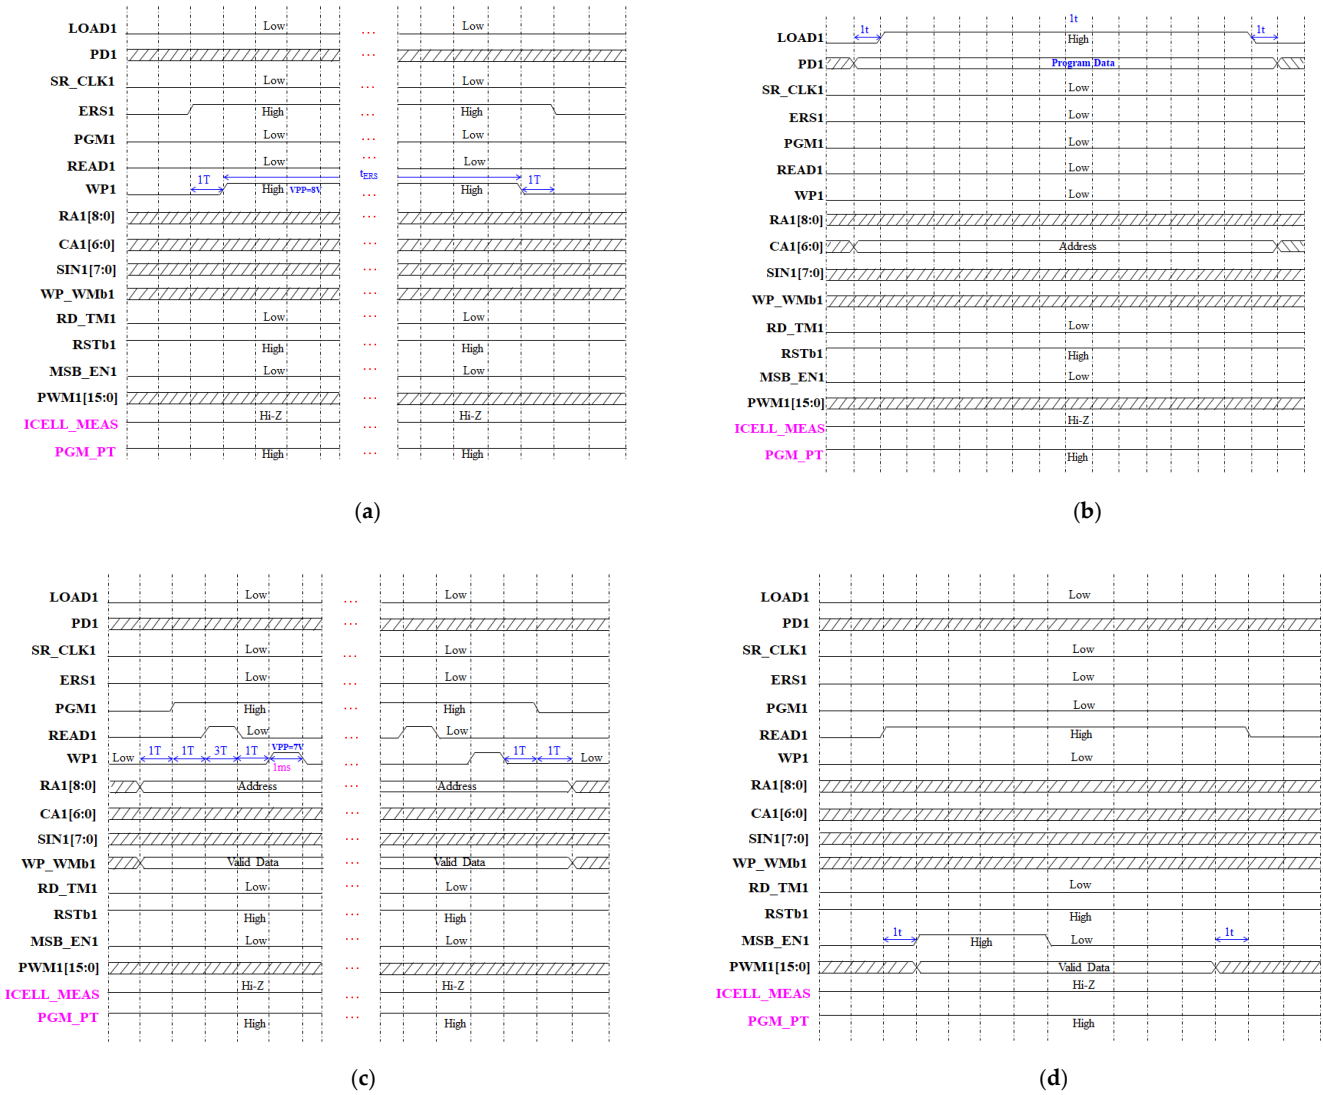 LOAD1 Low ...
PD1 ...
SR_CLK1 Low ... Low
ERS1 High ... High
PGM1 Low ... Low
READ1 Low ... Low
WP1 1T High VPP=8V tERS ... High 1T
RA1[8:0] ...
CA1[6:0] ...
SIN1[7:0] ...
WP_WMb1 ...
RD_TM1 Low ... Low
RSTb1 High ... High
MSB_EN1 Low ... Low
PWM1[15:0] ...
ICELL_MEAS Hi-Z ... Hi-Z
PGM_PT High ... High
(a)
1t
LOAD1 1t High 1t
PD1 Program Data
SR_CLK1 Low
ERS1 Low
PGM1 Low
READ1 Low
WP1 Low
RA1[8:0]
CA1[6:0] Address
SIN1[7:0]
WP_WMb1
RD_TM1 Low
RSTb1 High
MSB_EN1 Low
PWM1[15:0]
ICELL_MEAS Hi-Z
PGM_PT High
(b)
LOAD1 Low ... Low
PD1 ...
SR_CLK1 Low ... Low
ERS1 Low ... Low
PGM1 High ... High
READ1 Low ... Low
WP1 Low 1T 1T 3T 1T VPP=7V 1ms ... 1T 1T Low
RA1[8:0] Address ... Address
CA1[6:0] ...
SIN1[7:0] ...
WP_WMb1 Valid Data ... Valid Data
RD_TM1 Low ... Low
RSTb1 High ... High
MSB_EN1 Low ... Low
PWM1[15:0] ...
ICELL_MEAS Hi-Z ... Hi-Z
PGM_PT High ... High
(c)
LOAD1 Low
PD1
SR_CLK1 Low
ERS1 Low
PGM1 Low
READ1 High
WP1 Low
RA1[8:0]
CA1[6:0]
SIN1[7:0]
WP_WMb1
RD_TM1 Low
RSTb1 High
MSB_EN1 1t High Low 1t
PWM1[15:0] Valid Data
ICELL_MEAS Hi-Z
PGM_PT High
(d)